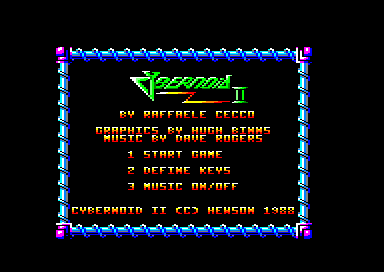 Cybernoid II
BY RAFFAELE CECCO
GRAPHICS BY HUGH BINNS
MUSIC BY DAVE ROGERS
1 START GAME
2 DEFINE KEYS
3 MUSIC ON/OFF
CYBERNOID II (C) HEWSON 1988